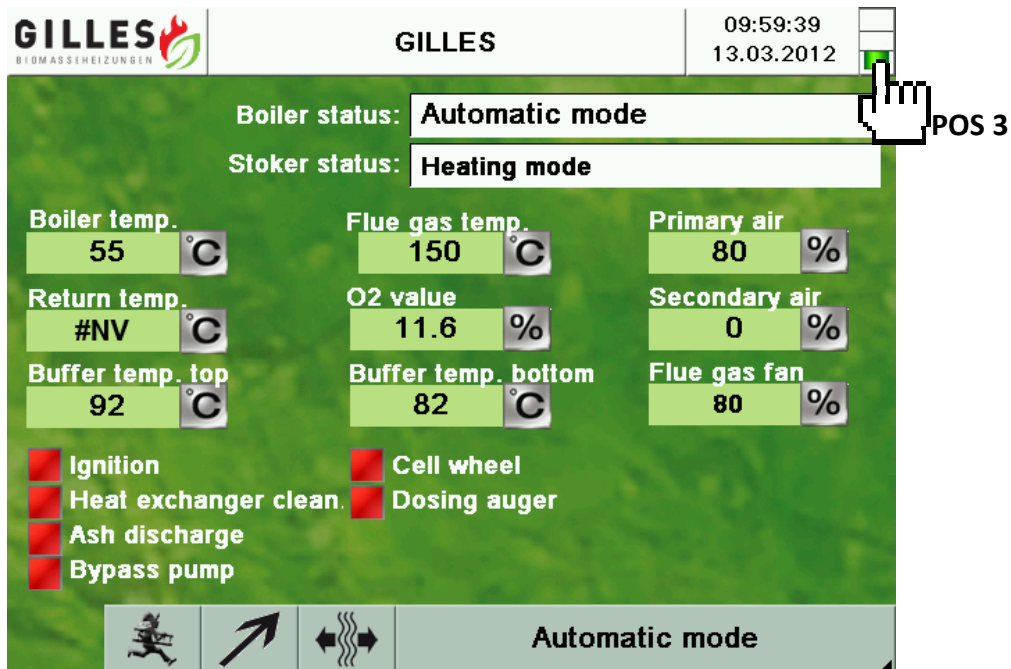 GILLES
BIOMASSEHEIZUNGEN
GILLES
09:59:39
13.03.2012
POS 3
Boiler status: Automatic mode
Stoker status: Heating mode
Boiler temp. Flue gas temp. Primary air
55 °C 150 °C 80 %
Return temp. O2 value Secondary air
#NV °C 11.6 % 0 %
Buffer temp. top Buffer temp. bottom Flue gas fan
92 °C 82 °C 80 %
Ignition Cell wheel
Heat exchanger clean. Dosing auger
Ash discharge
Bypass pump
Automatic mode